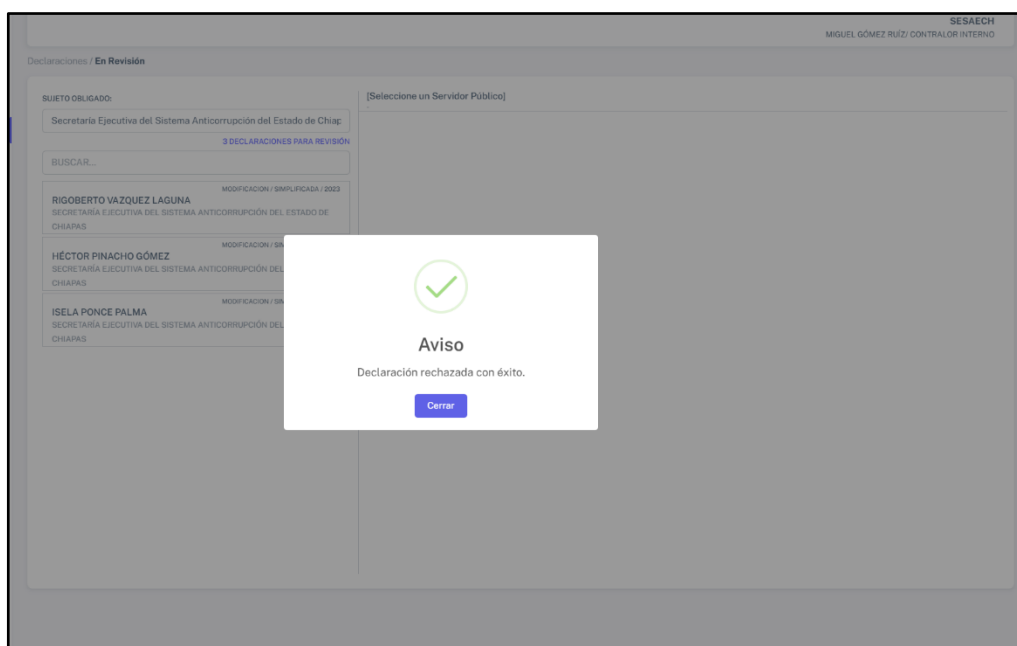 SESAECH
MIGUEL GÓMEZ RUÍZ/ CONTRALOR INTERNO
Declaraciones / En Revisión
SUJETO OBLIGADO:
Secretaría Ejecutiva del Sistema Anticorrupción del Estado de Chiap
3 DECLARACIONES PARA REVISIÓN
BUSCAR...
MODIFICACION / SIMPLIFICADA / 2023
RIGOBERTO VAZQUEZ LAGUNA
SECRETARÍA EJECUTIVA DEL SISTEMA ANTICORRUPCIÓN DEL ESTADO DE
CHIAPAS
MODIFICACION / SIM
HÉCTOR PINACHO GÓMEZ
SECRETARÍA EJECUTIVA DEL SISTEMA ANTICORRUPCIÓN DEL
CHIAPAS
MODIFICACION / SIM
ISELA PONCE PALMA
SECRETARÍA EJECUTIVA DEL SISTEMA ANTICORRUPCIÓN DEL
CHIAPAS
[Seleccione un Servidor Público]
Aviso
Declaración rechazada con éxito.
Cerrar